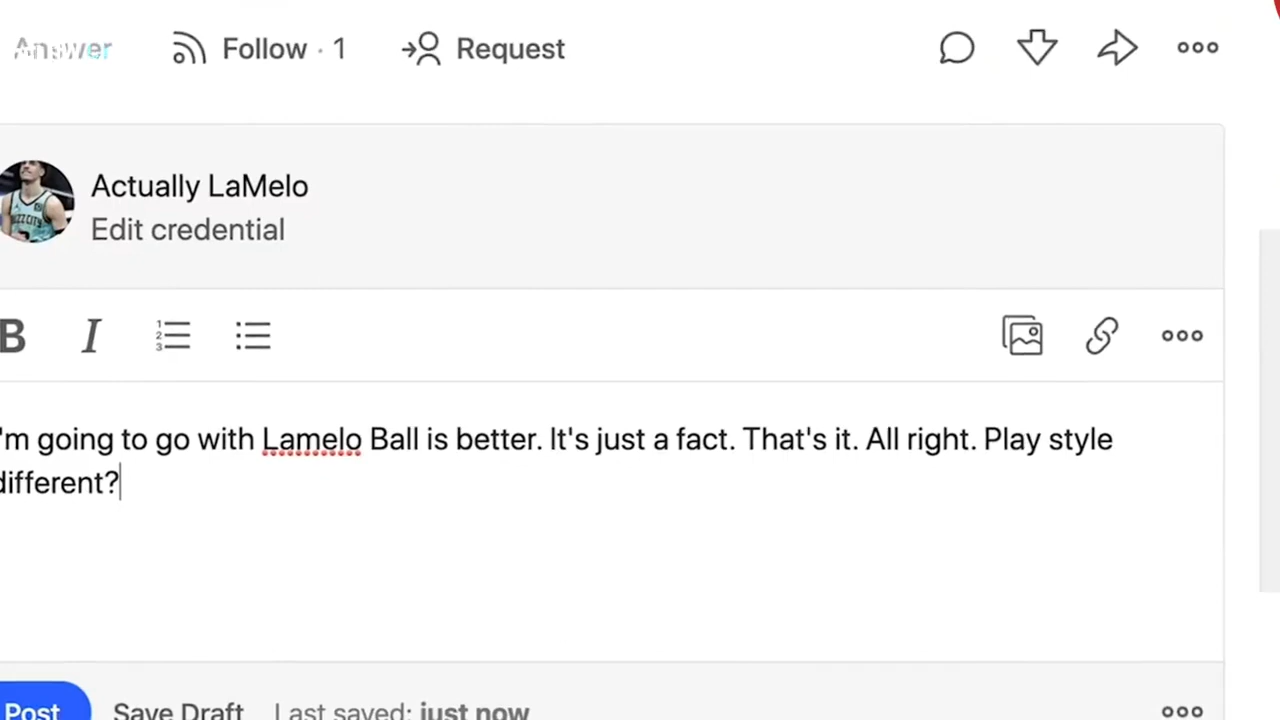 Answer
Follow · 1
Request
Actually LaMelo
Edit credential
B I
'm going to go with Lamelo Ball is better. It's just a fact. That's it. All right. Play style
different?
Post
Save Draft
Last saved: just now